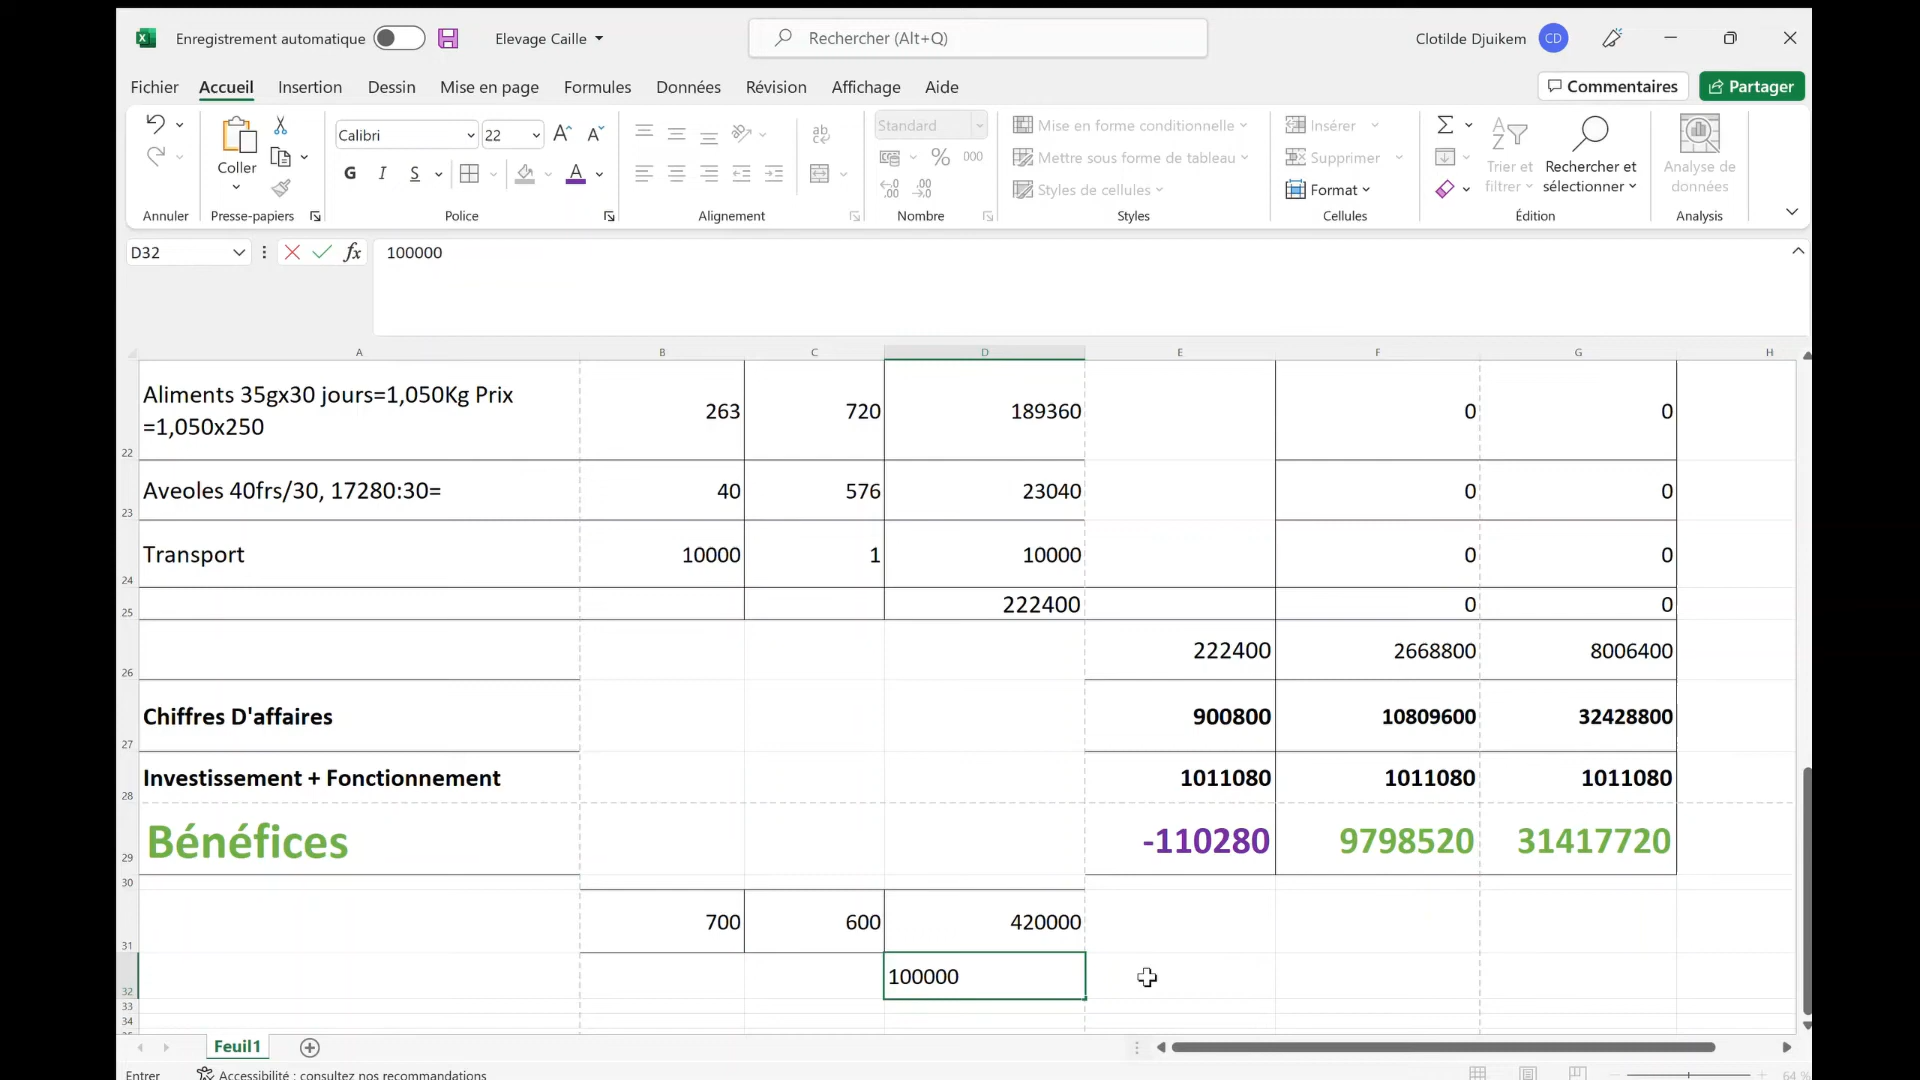 Enregistrement automatique
Elevage Caille
Rechercher (Alt+Q)
Clotilde Djuikem
CD
Fichier Accueil Insertion Dessin Mise en page Formules Données Révision Affichage Aide
Commentaires
Partager
Coller
Calibri
22
G I S
ab
Standard
% 000
Mise en forme conditionnelle
Mettre sous forme de tableau
Styles de cellules
Insérer
Supprimer
Format
Trier et
filtrer
Rechercher et
sélectionner
Analyse de
données
Annuler Presse-papiers Police Alignement Nombre Styles Cellules Édition Analysis
D32
fx
100000
A B C D E F G H
Aliments 35gx30 jours=1,050Kg Prix
=1,050x250
22 263 720 189360 0 0
23 Aveoles 40frs/30, 17280:30= 40 576 23040 0 0
24 Transport 10000 1 10000 0 0
25 222400 0 0
26 222400 2668800 8006400
27 Chiffres D'affaires 900800 10809600 32428800
28 Investissement + Fonctionnement 1011080 1011080 1011080
29 Bénéfices -110280 9798520 31417720
30
31 700 600 420000
32 100000
33
34
Feuil1
Entrer
Accessibilité : consultez nos recommandations
64 %